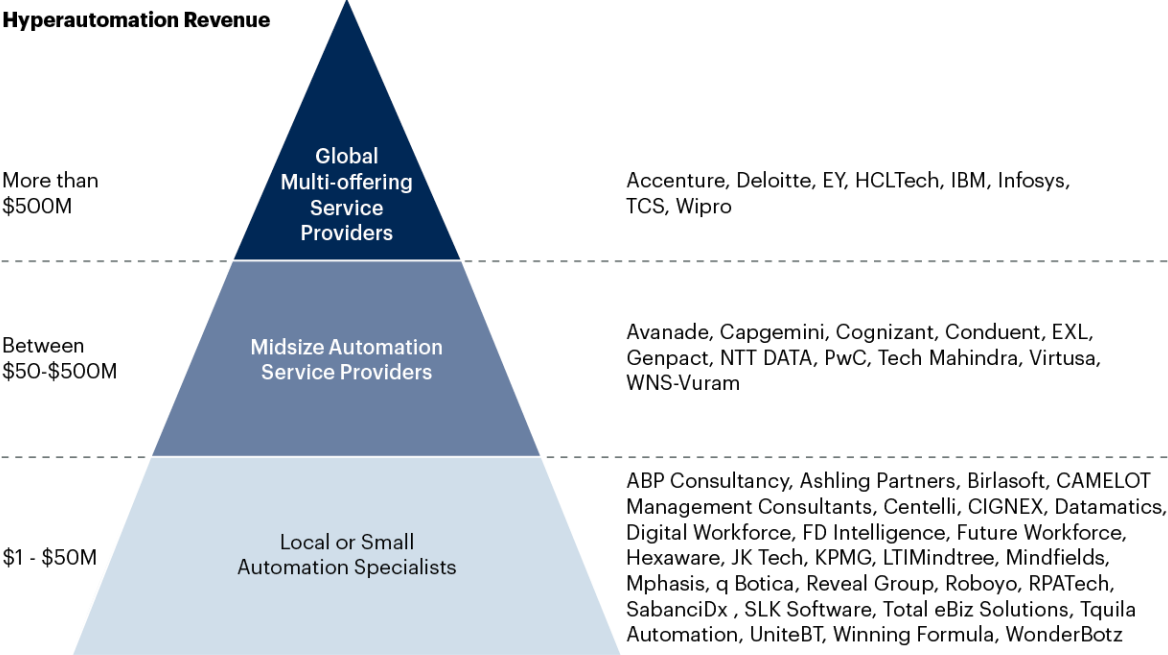 Hyperautomation Revenue
More than
$500M
Global
Multi-offering
Service
Providers
Accenture, Deloitte, EY, HCLTech, IBM, Infosys,
TCS, Wipro
Between
$50-$500M
Midsize Automation
Service Providers
Avanade, Capgemini, Cognizant, Conduent, EXL,
Genpact, NTT DATA, PwC, Tech Mahindra, Virtusa,
WNS-Vuram
$1 - $50M
Local or Small
Automation Specialists
ABP Consultancy, Ashling Partners, Birlasoft, CAMELOT
Management Consultants, Centelli, CIGNEX, Datamatics,
Digital Workforce, FD Intelligence, Future Workforce,
Hexaware, JK Tech, KPMG, LTIMindtree, Mindfields,
Mphasis, q Botica, Reveal Group, Roboyo, RPATech,
SabanciDx , SLK Software, Total eBiz Solutions, Tquila
Automation, UniteBT, Winning Formula, WonderBotz